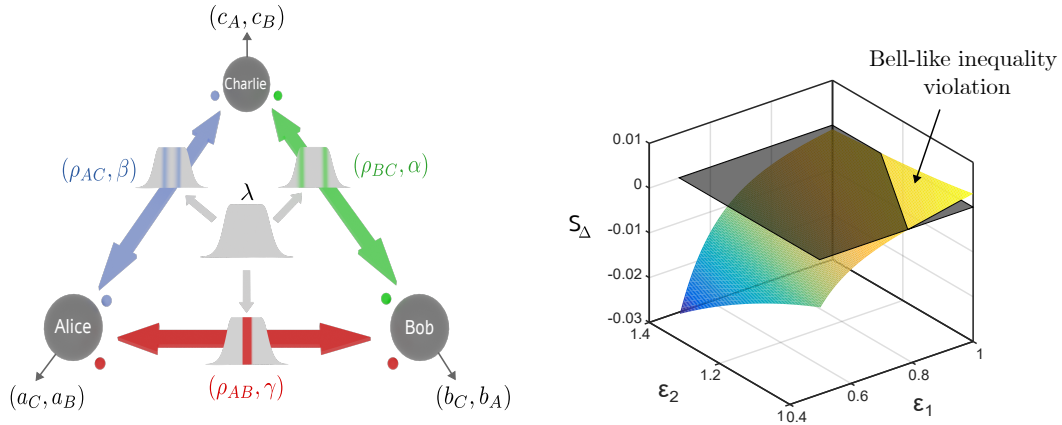 (c_A, c_B)
Charlie
(ρ_AC, β)
(ρ_BC, α)
λ
Alice
Bob
(ρ_AB, γ)
(a_C, a_B)
(b_C, b_A)
Bell-like inequality
violation
0.01
0
-0.01
-0.02
-0.03
S_Δ
1.4
1.2
1
ε_2
0.4
0.6
0.8
1
ε_1